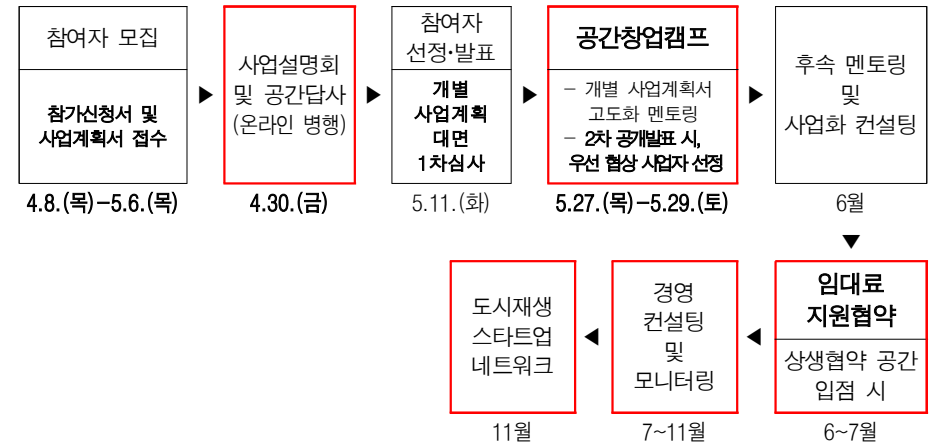 참여자 모집
참가신청서 및
사업계획서 접수
4.8.(목)-5.6.(목)
▶
사업설명회
및 공간답사
(온라인 병행)
4.30.(금)
▶
참여자
선정·발표
개별
사업계획
대면
1차심사
5.11.(화)
▶
공간창업캠프
- 개별 사업계획서
고도화 멘토링
- 2차 공개발표 시,
우선 협상 사업자 선정
5.27.(목)-5.29.(토)
▶
후속 멘토링
및
사업화 컨설팅
6월
▼
임대료
지원협약
상생협약 공간
입점 시
6~7월
◀
경영
컨설팅
및
모니터링
7~11월
◀
도시재생
스타트업
네트워크
11월